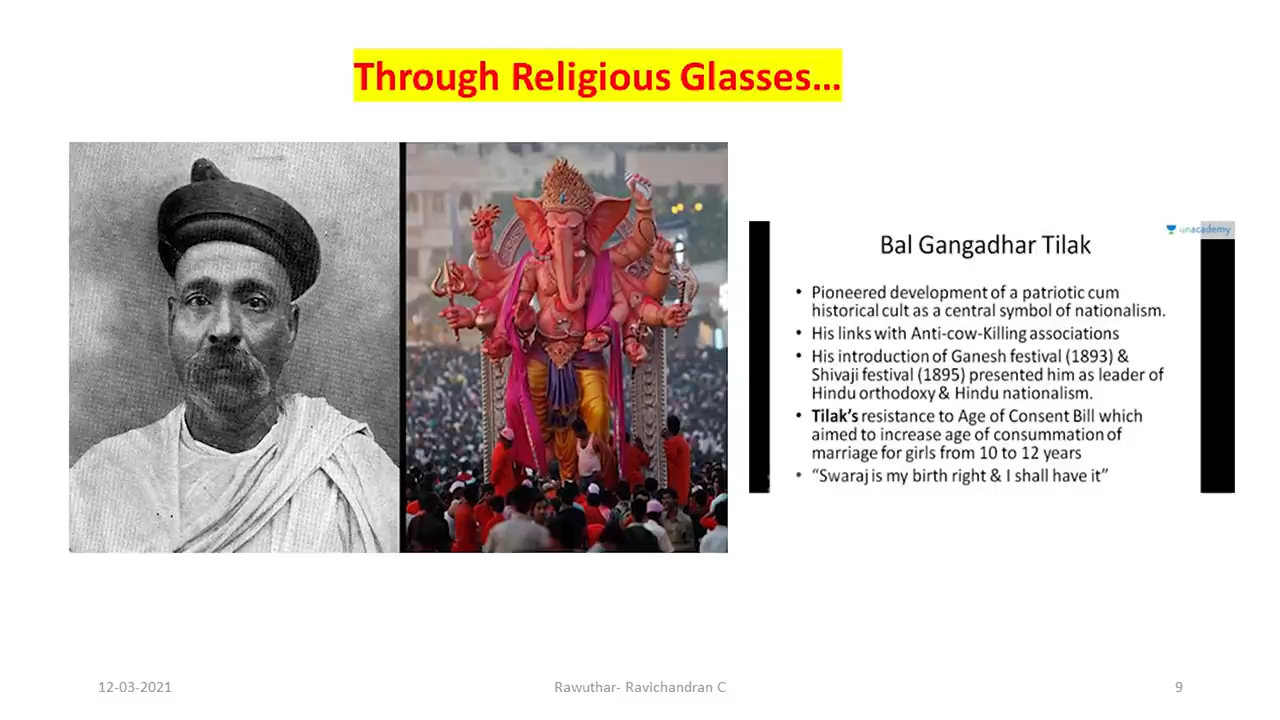 Through Religious Glasses...
unacademy
Bal Gangadhar Tilak
• Pioneered development of a patriotic cum
historical cult as a central symbol of nationalism.
• His links with Anti-cow-Killing associations
• His introduction of Ganesh festival (1893) &
Shivaji festival (1895) presented him as leader of
Hindu orthodoxy & Hindu nationalism.
• Tilak's resistance to Age of Consent Bill which
aimed to increase age of consummation of
marriage for girls from 10 to 12 years
• “Swaraj is my birth right & I shall have it”
12-03-2021
Rawuthar- Ravichandran C
9